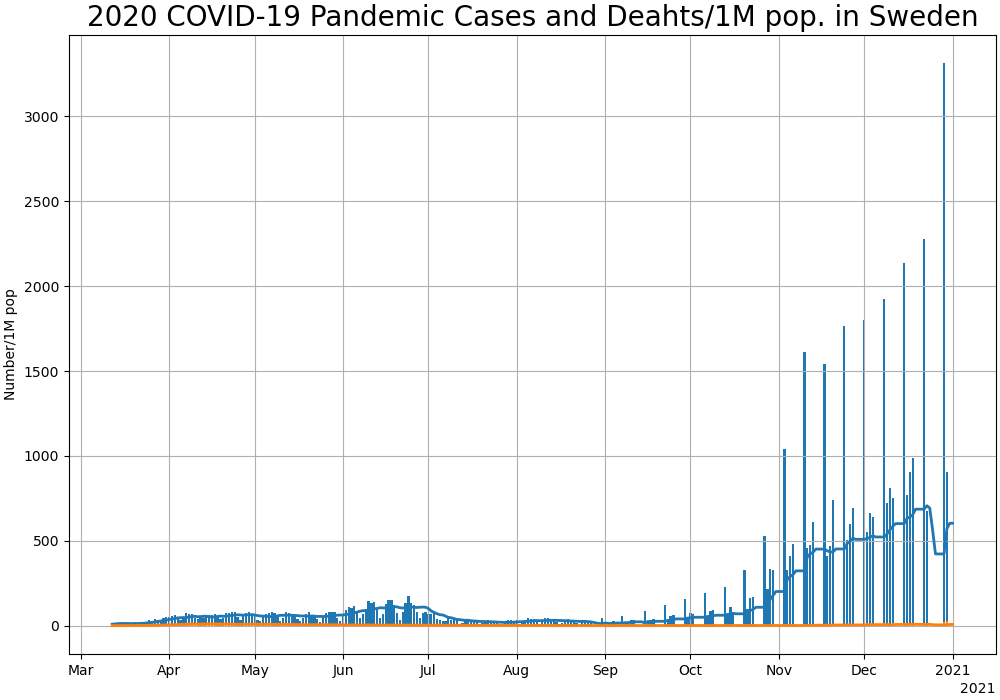 2020 COVID-19 Pandemic Cases and Deahts/1M pop. in Sweden
Number/1M pop
3000
2500
2000
1500
1000
500
0
Mar Apr May Jun Jul Aug Sep Oct Nov Dec 2021
2021